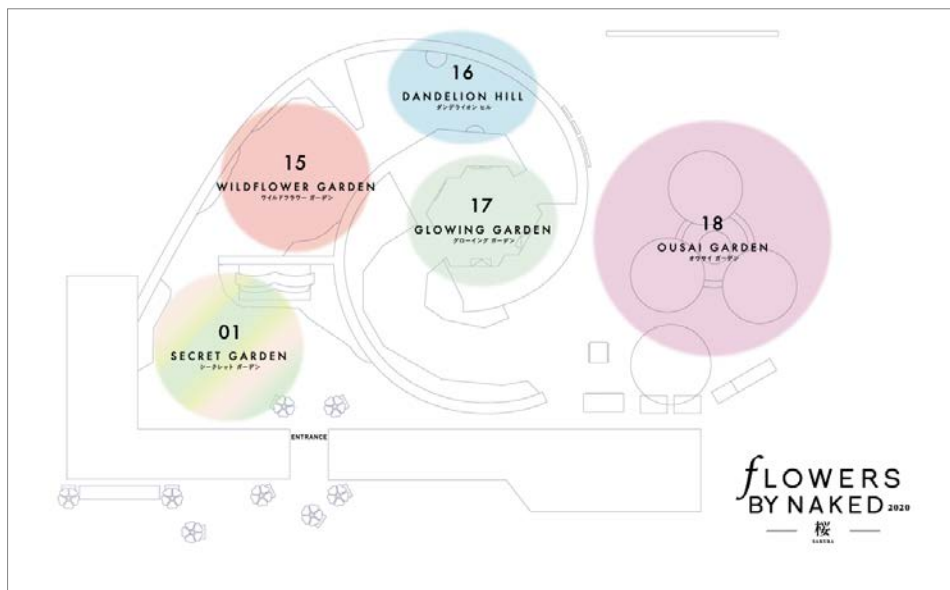 16
DANDELION HILL
ダンデライオン ヒル
15
WILDFLOWER GARDEN
ワイルドフラワー ガーデン
17
GLOWING GARDEN
グローイング ガーデン
18
OUSAI GARDEN
オウサイ ガーデン
01
SECRET GARDEN
シークレット ガーデン
ENTRANCE
fLOWERS
BY NAKED 2020
桜
SAKURA